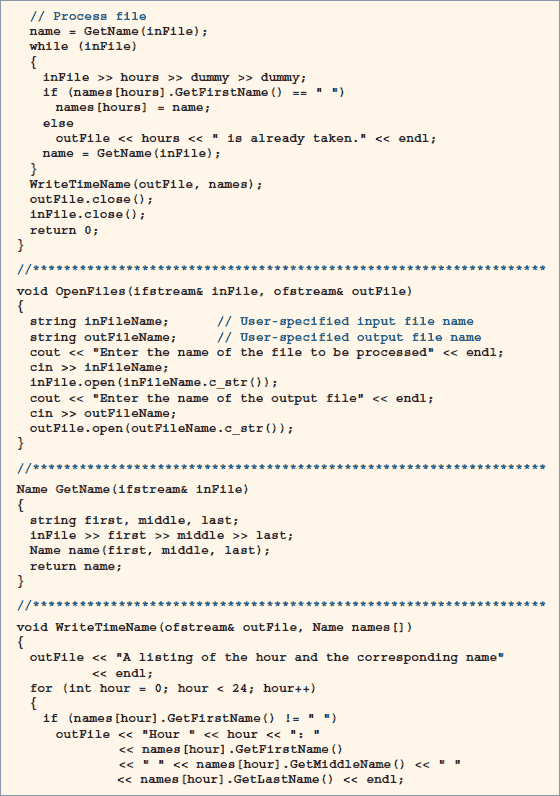 // Process file
name = GetName(inFile);
while (inFile)
{
inFile >> hours >> dummy >> dummy;
if (names[hours].GetFirstName() == " ")
names[hours] = name;
else
outFile << hours << " is already taken." << endl;
name = GetName(inFile);
}
WriteTimeName(outFile, names);
outFile.close();
inFile.close();
return 0;
}
//******************************************************************
void OpenFiles(ifstream& inFile, ofstream& outFile)
{
string inFileName; // User-specified input file name
string outFileName; // User-specified output file name
cout << "Enter the name of the file to be processed" << endl;
cin >> inFileName;
inFile.open(inFileName.c_str());
cout << "Enter the name of the output file" << endl;
cin >> outFileName;
outFile.open(outFileName.c_str());
}
//******************************************************************
Name GetName(ifstream& inFile)
{
string first, middle, last;
inFile >> first >> middle >> last;
Name name(first, middle, last);
return name;
}
//******************************************************************
void WriteTimeName(ofstream& outFile, Name names[])
{
outFile << "A listing of the hour and the corresponding name"
<< endl;
for (int hour = 0; hour < 24; hour++)
{
if (names[hour].GetFirstName() != " ")
outFile << "Hour " << hour << ": "
<< names[hour].GetFirstName()
<< " " << names[hour].GetMiddleName() << " "
<< names[hour].GetLastName() << endl;